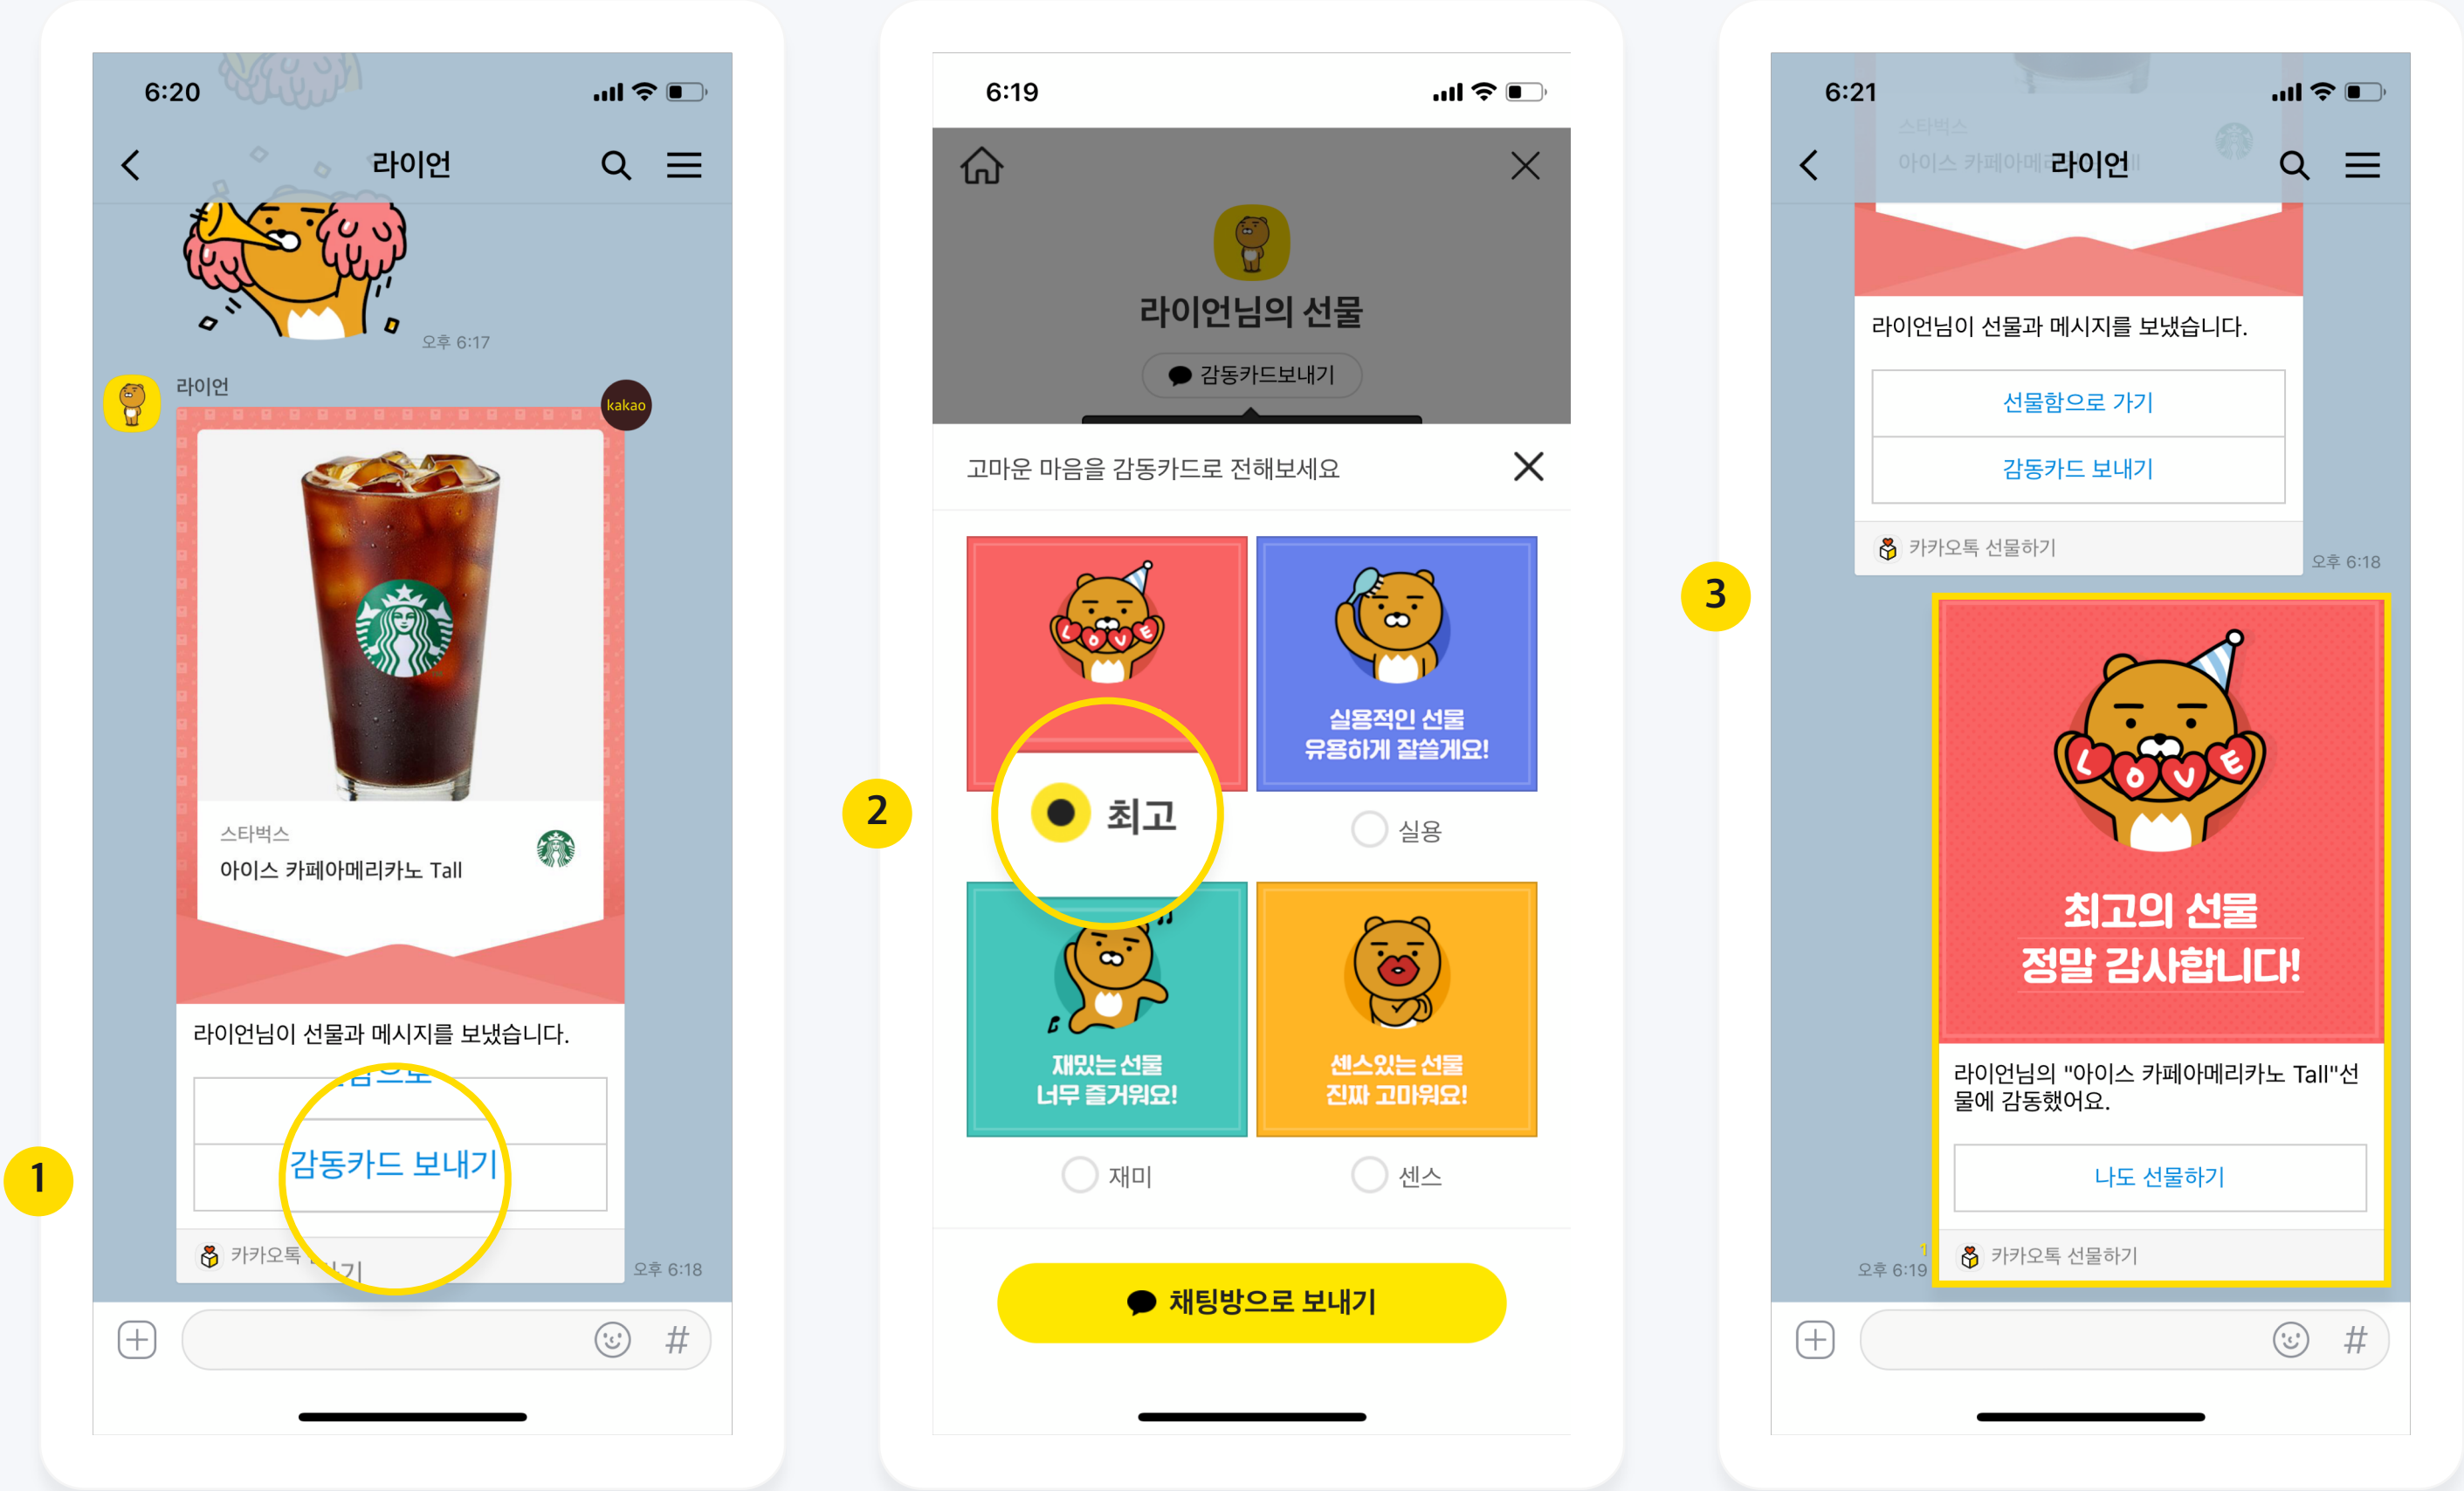 6:20
라이언
오후 6:17
라이언
kakao
스타벅스
아이스 카페아메리카노 Tall
라이언님이 선물과 메시지를 보냈습니다.
1
감동카드 보내기
카카오톡
오후 6:18
#
6:19
라이언님의 선물
감동카드보내기
고마운 마음을 감동카드로 전해보세요
LOVE
실용적인 선물
유용하게 잘쓸게요!
2
최고
실용
재밌는 선물
너무 즐거워요!
센스있는 선물
진짜 고마워요!
재미
센스
채팅방으로 보내기
6:21
스타벅스
라이언
라이언님이 선물과 메시지를 보냈습니다.
선물함으로 가기
감동카드 보내기
카카오톡 선물하기
오후 6:18
3
LOVE
최고의 선물
정말 감사합니다!
라이언님의 "아이스 카페아메리카노 Tall"선
물에 감동했어요.
나도 선물하기
1
오후 6:19
카카오톡 선물하기
#